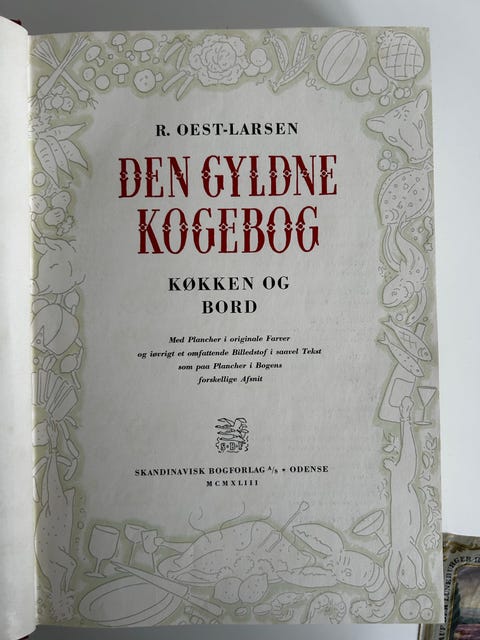 R. OEST-LARSEN
DEN GYLDNE
KOGEBOG
KØKKEN OG
BORD
Med Plancher i originale Farver
og iøvrigt et omfattende Billedstof i saavel Tekst
som paa Plancher i Bogens
forskellige Afsnit
S·B·F
SKANDINAVISK BOGFORLAG A/s * ODENSE
MCMXLIII